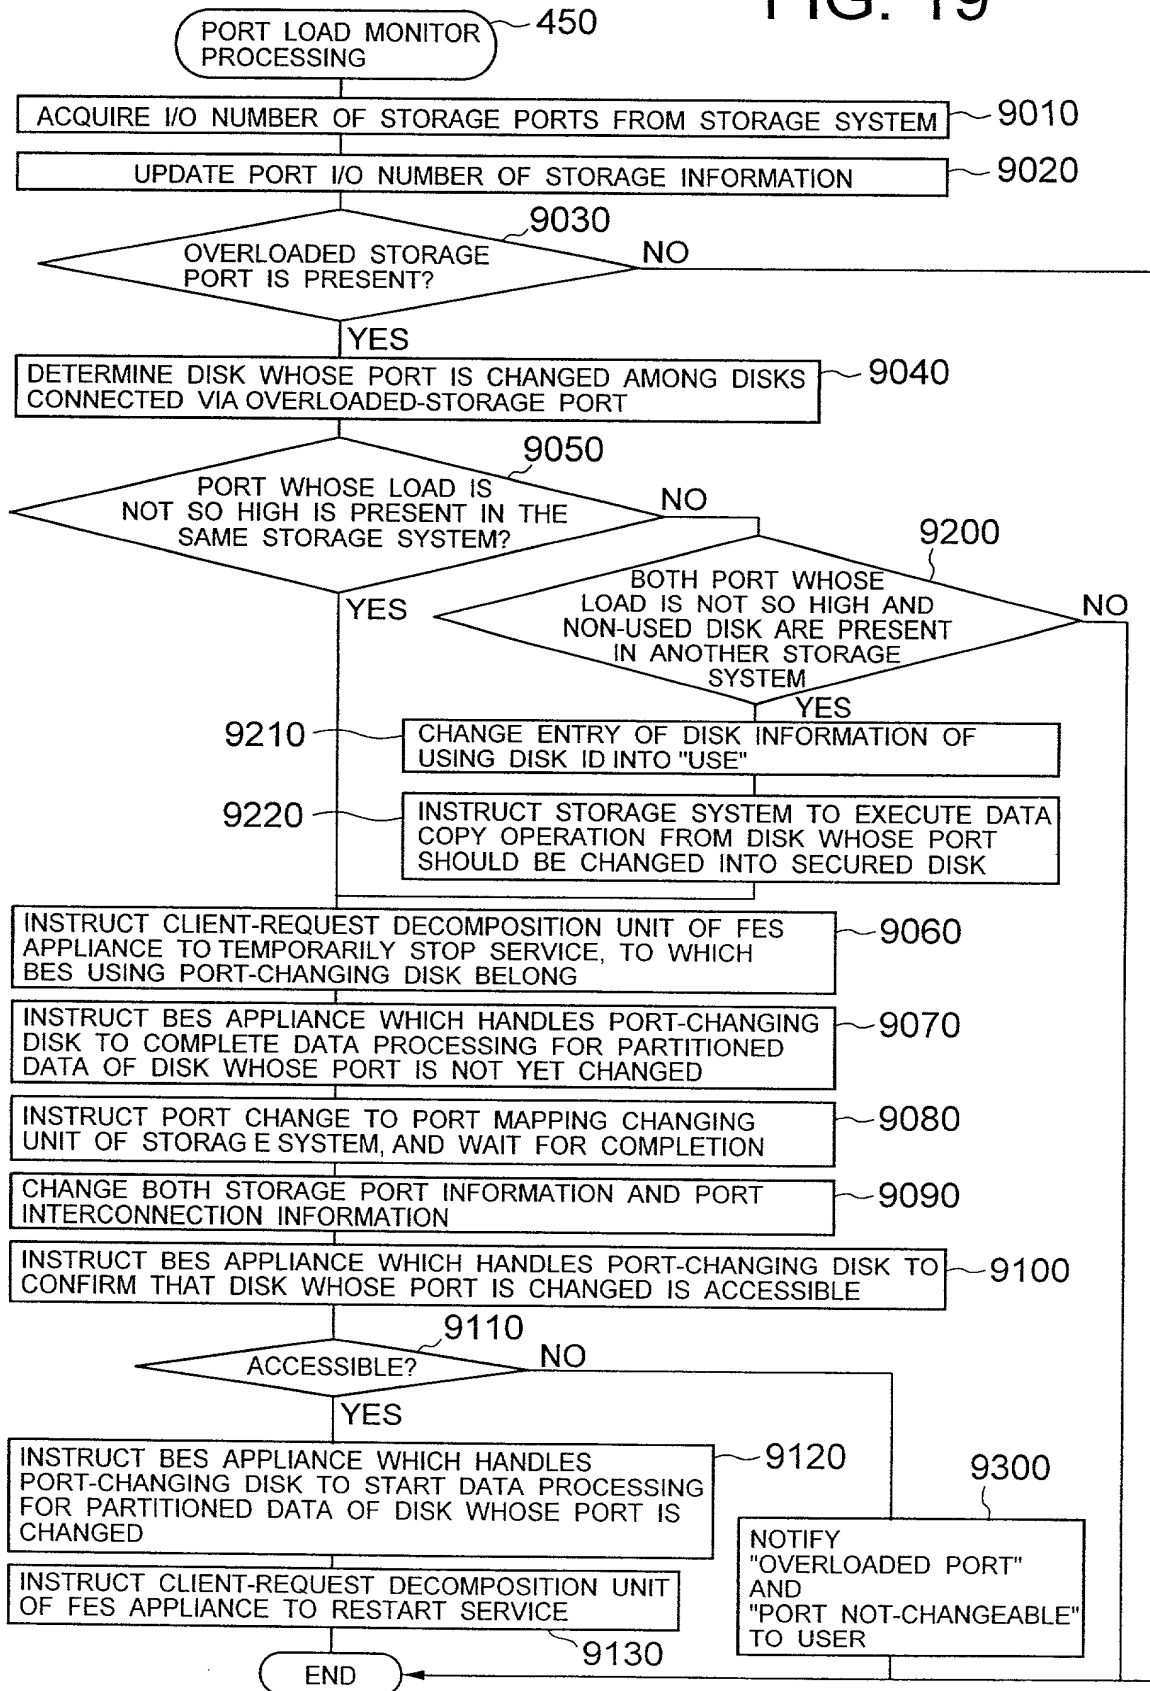 FIG. 19
PORT LOAD MONITOR
PROCESSING
450
ACQUIRE I/O NUMBER OF STORAGE PORTS FROM STORAGE SYSTEM
9010
UPDATE PORT I/O NUMBER OF STORAGE INFORMATION
9020
9030
OVERLOADED STORAGE
PORT IS PRESENT?
NO
YES
DETERMINE DISK WHOSE PORT IS CHANGED AMONG DISKS
CONNECTED VIA OVERLOADED-STORAGE PORT
9040
9050
PORT WHOSE LOAD IS
NOT SO HIGH IS PRESENT IN THE
SAME STORAGE SYSTEM?
NO
YES
9200
BOTH PORT WHOSE
LOAD IS NOT SO HIGH AND
NON-USED DISK ARE PRESENT
IN ANOTHER STORAGE
SYSTEM
NO
YES
9210
CHANGE ENTRY OF DISK INFORMATION OF
USING DISK ID INTO "USE"
9220
INSTRUCT STORAGE SYSTEM TO EXECUTE DATA
COPY OPERATION FROM DISK WHOSE PORT
SHOULD BE CHANGED INTO SECURED DISK
INSTRUCT CLIENT-REQUEST DECOMPOSITION UNIT OF FES
APPLIANCE TO TEMPORARILY STOP SERVICE, TO WHICH
BES USING PORT-CHANGING DISK BELONG
9060
INSTRUCT BES APPLIANCE WHICH HANDLES PORT-CHANGING
DISK TO COMPLETE DATA PROCESSING FOR PARTITIONED
DATA OF DISK WHOSE PORT IS NOT YET CHANGED
9070
INSTRUCT PORT CHANGE TO PORT MAPPING CHANGING
UNIT OF STORAG E SYSTEM, AND WAIT FOR COMPLETION
9080
CHANGE BOTH STORAGE PORT INFORMATION AND PORT
INTERCONNECTION INFORMATION
9090
INSTRUCT BES APPLIANCE WHICH HANDLES PORT-CHANGING DISK TO
CONFIRM THAT DISK WHOSE PORT IS CHANGED IS ACCESSIBLE
9100
9110
ACCESSIBLE?
NO
YES
INSTRUCT BES APPLIANCE WHICH HANDLES
PORT-CHANGING DISK TO START DATA PROCESSING
FOR PARTITIONED DATA OF DISK WHOSE PORT IS
CHANGED
9120
9300
NOTIFY
"OVERLOADED PORT"
AND
"PORT NOT-CHANGEABLE"
TO USER
INSTRUCT CLIENT-REQUEST DECOMPOSITION UNIT
OF FES APPLIANCE TO RESTART SERVICE
9130
END